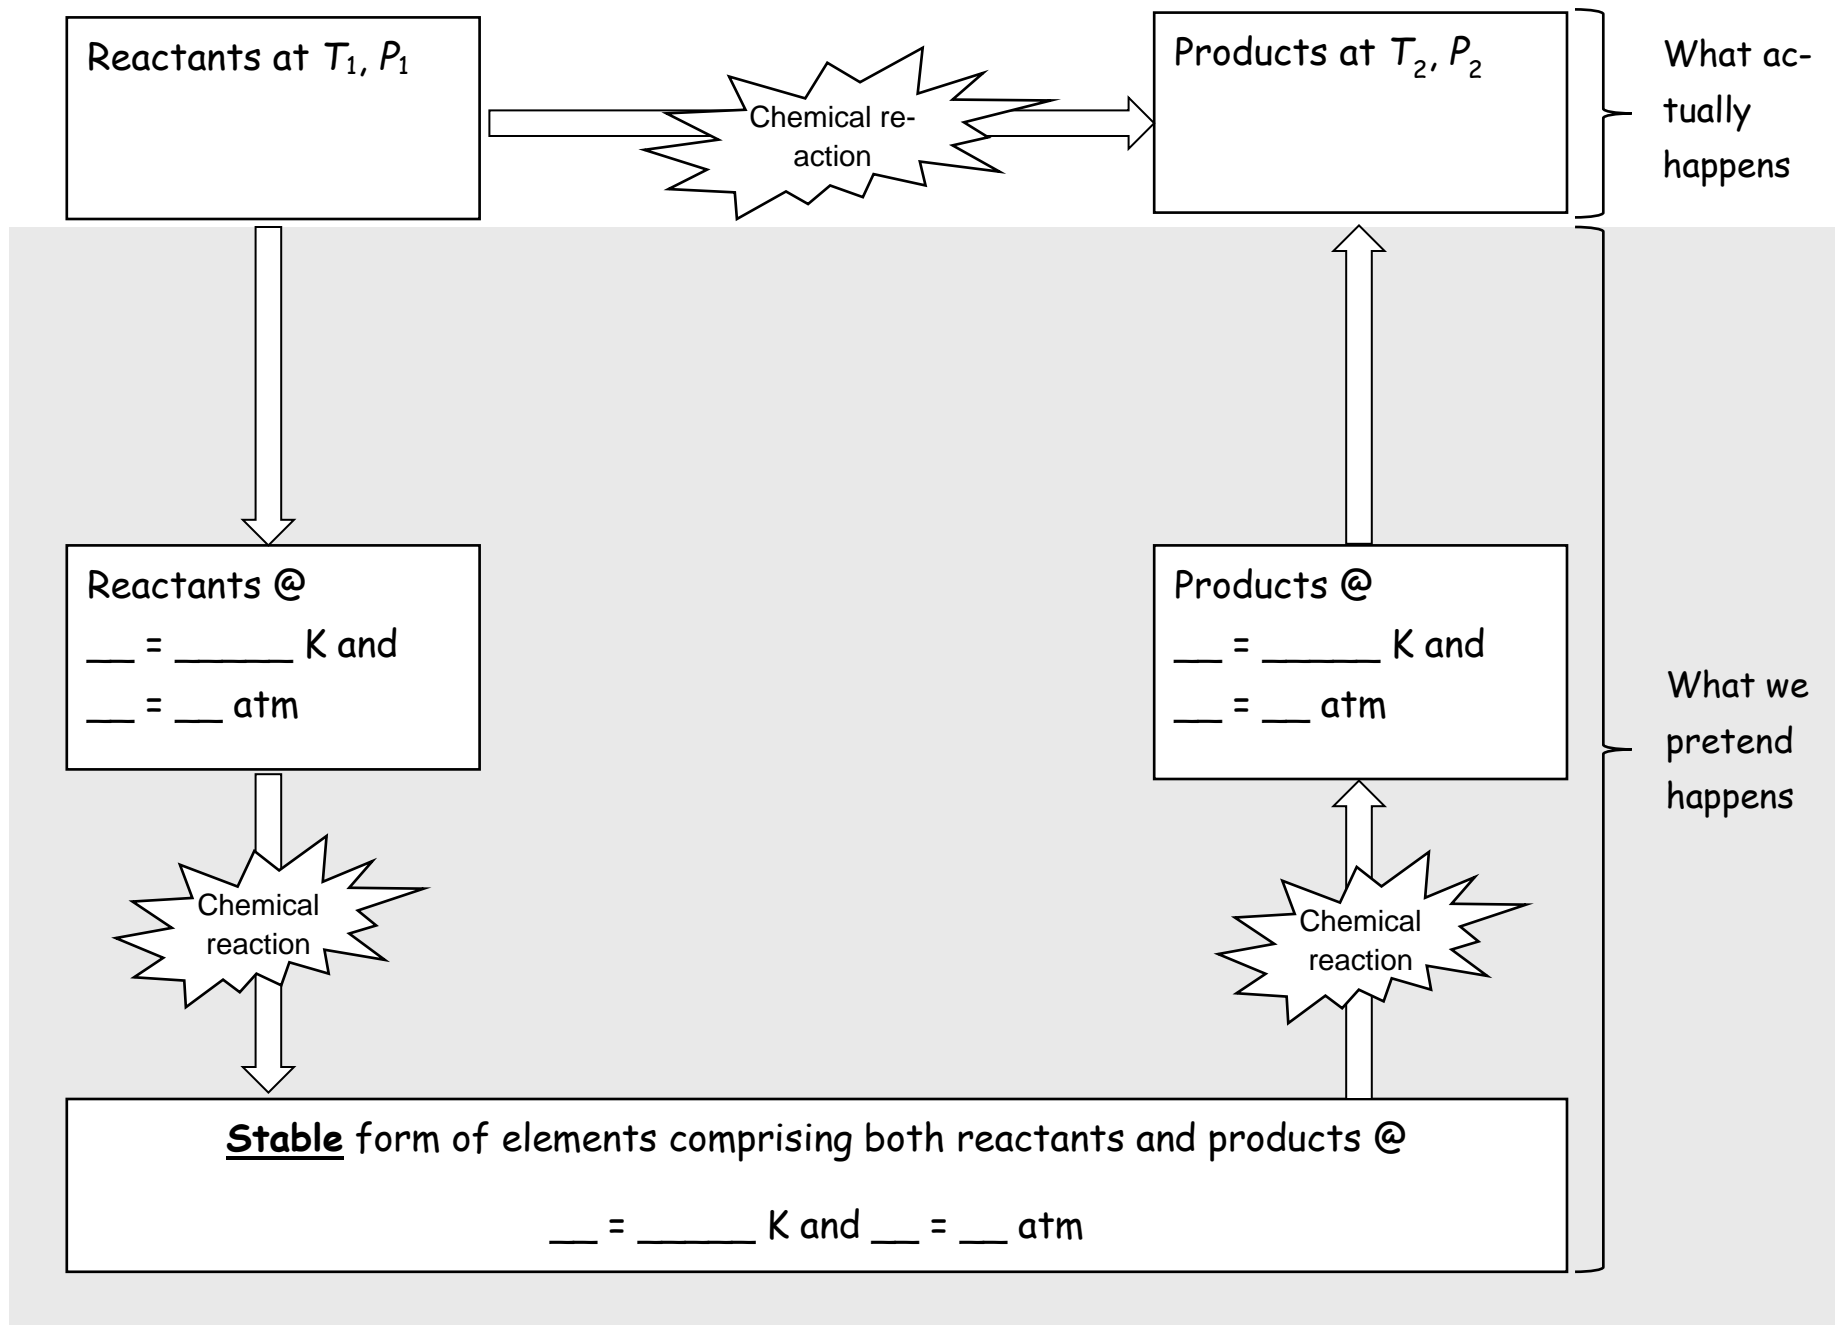 Reactants at T₁, P₁
Chemical re-
action
Products at T₂, P₂
What ac-
tually
happens
Reactants @
__ = _____ K and
__ = __ atm
Products @
__ = _____ K and
__ = __ atm
What we
pretend
happens
Chemical
reaction
Chemical
reaction
Stable form of elements comprising both reactants and products @
__ = _____ K and __ = __ atm